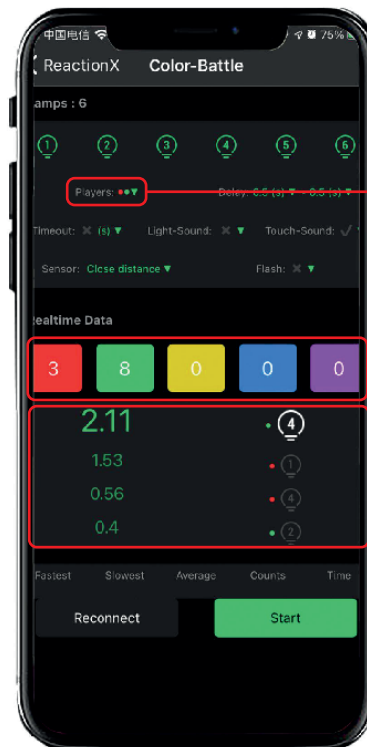 中国电信 75%
ReactionX Color-Battle
amps : 6
1 2 3 4 5 6
Players: Delay: 0.5 (s) ▼ - 0.5 (s) ▼
Timeout: ✕ (s) ▼ Light-Sound: ✕ ▼ Touch-Sound: ✓
Sensor: Close distance ▼ Flash: ✕ ▼
Realtime Data
3 8 0 0 0
2.11 4
1.53 1
0.56 4
0.4 2
Fastest Slowest Average Counts Time
Reconnect Start